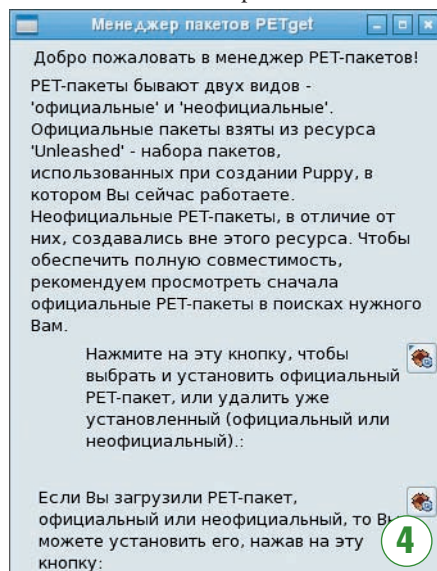 Менеджер пакетов PETget
Добро пожаловать в менеджер PET-пакетов!
PET-пакеты бывают двух видов -
'официальные' и 'неофициальные'.
Официальные пакеты взяты из ресурса
'Unleashed' - набора пакетов,
использованных при создании Puppy, в
котором Вы сейчас работаете.
Неофициальные PET-пакеты, в отличие от
них, создавались вне этого ресурса. Чтобы
обеспечить полную совместимость,
рекомендуем просмотреть сначала
официальные PET-пакеты в поисках нужного
Вам.
Нажмите на эту кнопку, чтобы
выбрать и установить официальный
PET-пакет, или удалить уже
установленный (официальный или
неофициальный).:
Если Вы загрузили PET-пакет,
официальный или неофициальный, то Вы
можете установить его, нажав на эту
кнопку:
4